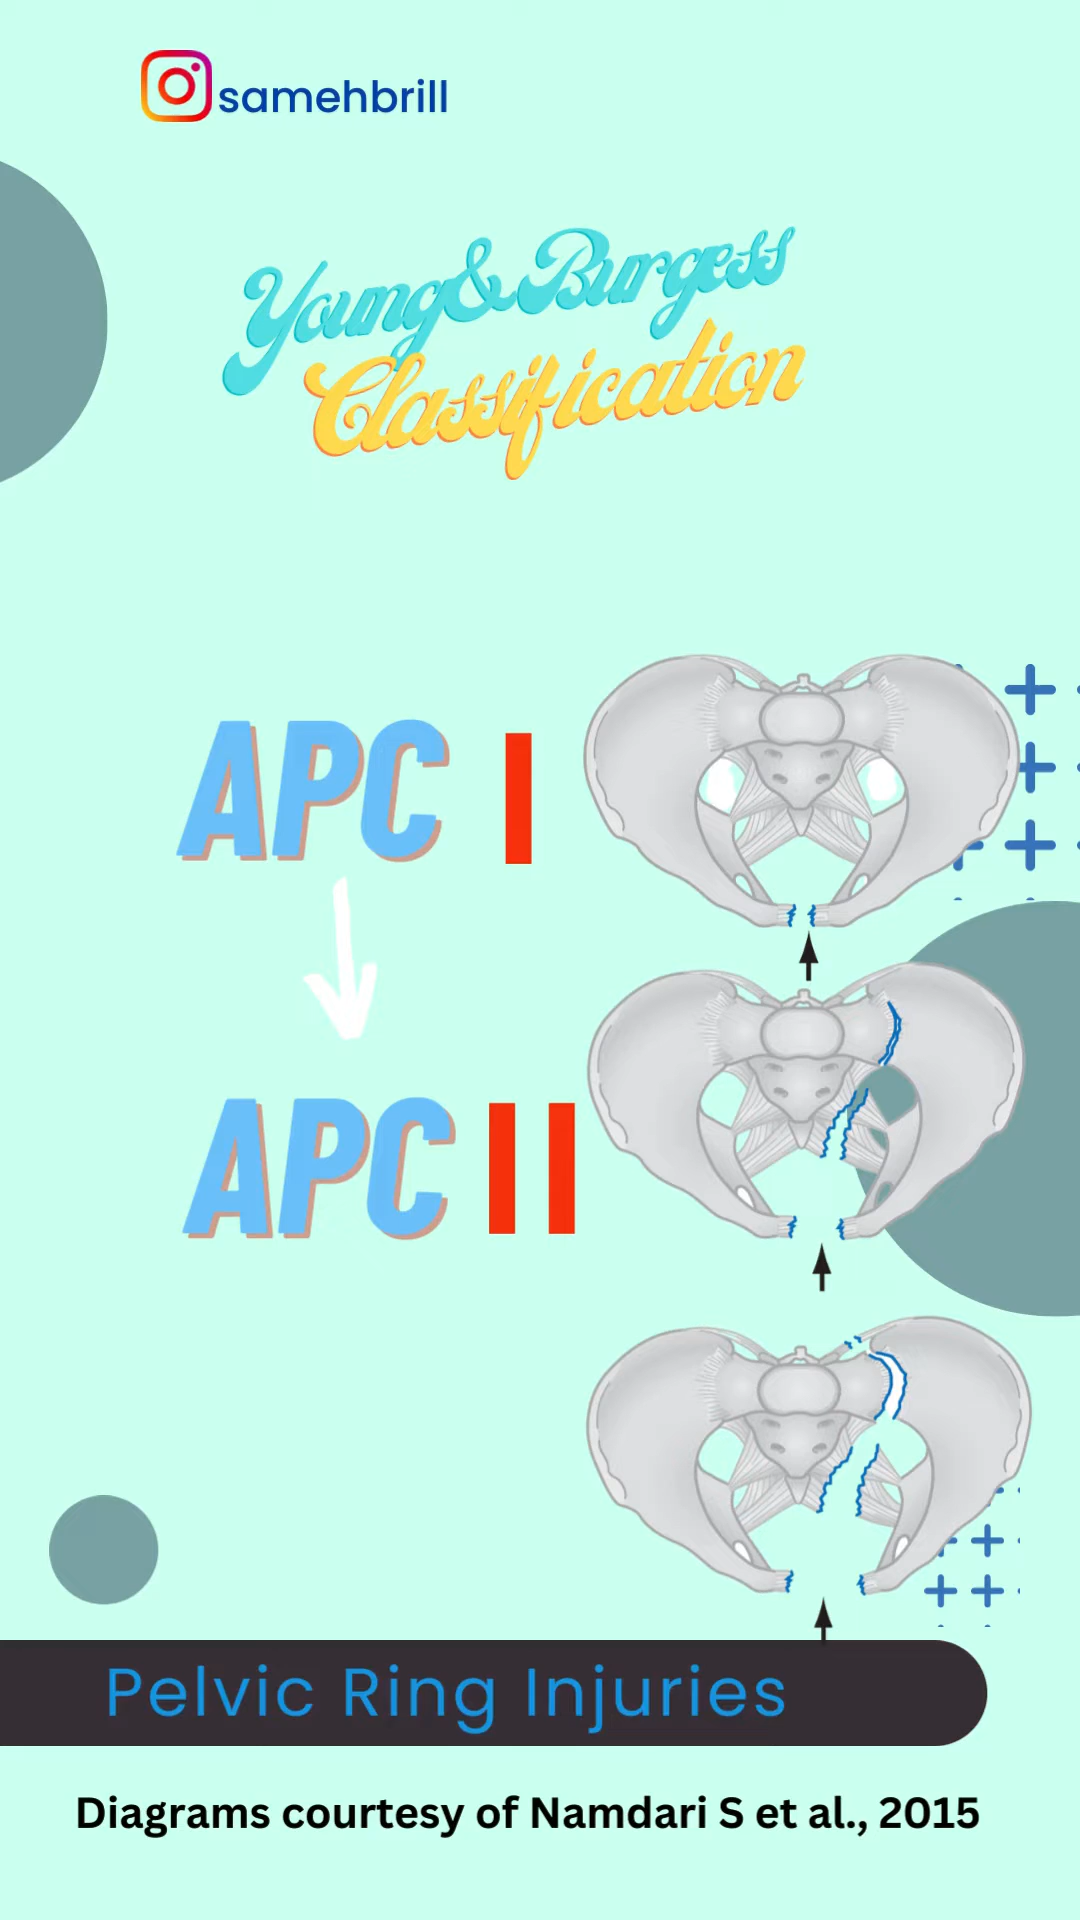 samehbrill
Young & Burgess
Classification
APC I
APC II
Pelvic Ring Injuries
Diagrams courtesy of Namdari S et al., 2015